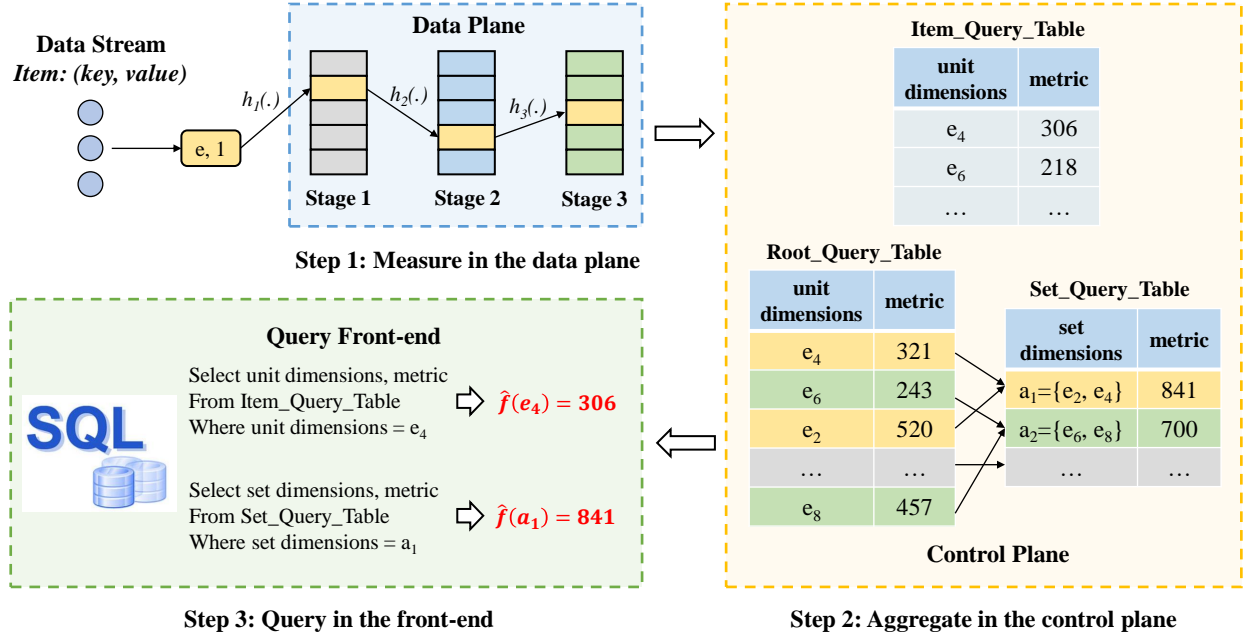 Data Stream
Item: (key, value)
e, 1
h₁(.)
Data Plane
h₂(.)
h₃(.)
Stage 1
Stage 2
Stage 3
Step 1: Measure in the data plane
Item_Query_Table
unit dimensions metric
e₄ 306
e₆ 218
... ...
Root_Query_Table
unit dimensions metric
e₄ 321
e₆ 243
e₂ 520
... ...
e₈ 457
Set_Query_Table
set dimensions metric
a₁={e₂, e₄} 841
a₂={e₆, e₈} 700
... ...
Control Plane
Step 2: Aggregate in the control plane
Query Front-end
SQL
Select unit dimensions, metric
From Item_Query_Table
Where unit dimensions = e₄
f̂(e₄) = 306
Select set dimensions, metric
From Set_Query_Table
Where set dimensions = a₁
f̂(a₁) = 841
Step 3: Query in the front-end